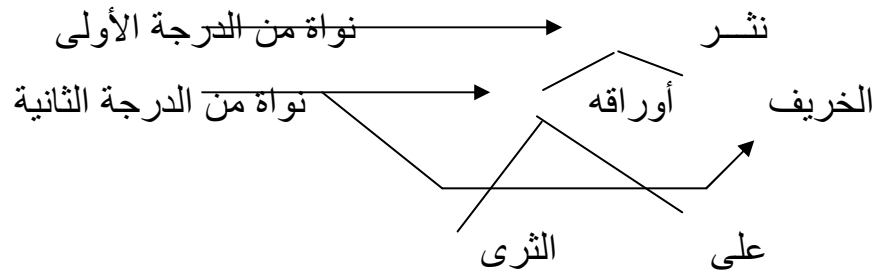 نثـــر نواة من الدرجة الأولى
الخريف أوراقه نواة من الدرجة الثانية
على الثرى